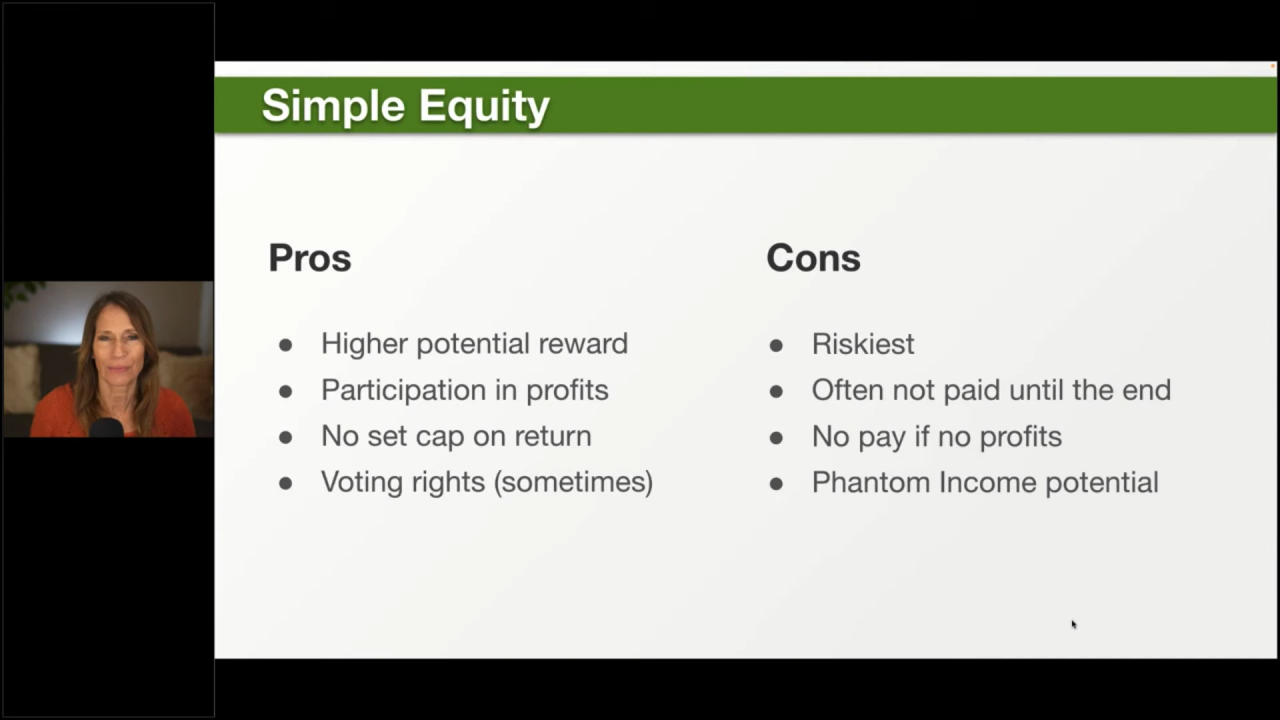 Simple Equity
Pros
● Higher potential reward
● Participation in profits
● No set cap on return
● Voting rights (sometimes)
Cons
● Riskiest
● Often not paid until the end
● No pay if no profits
● Phantom Income potential